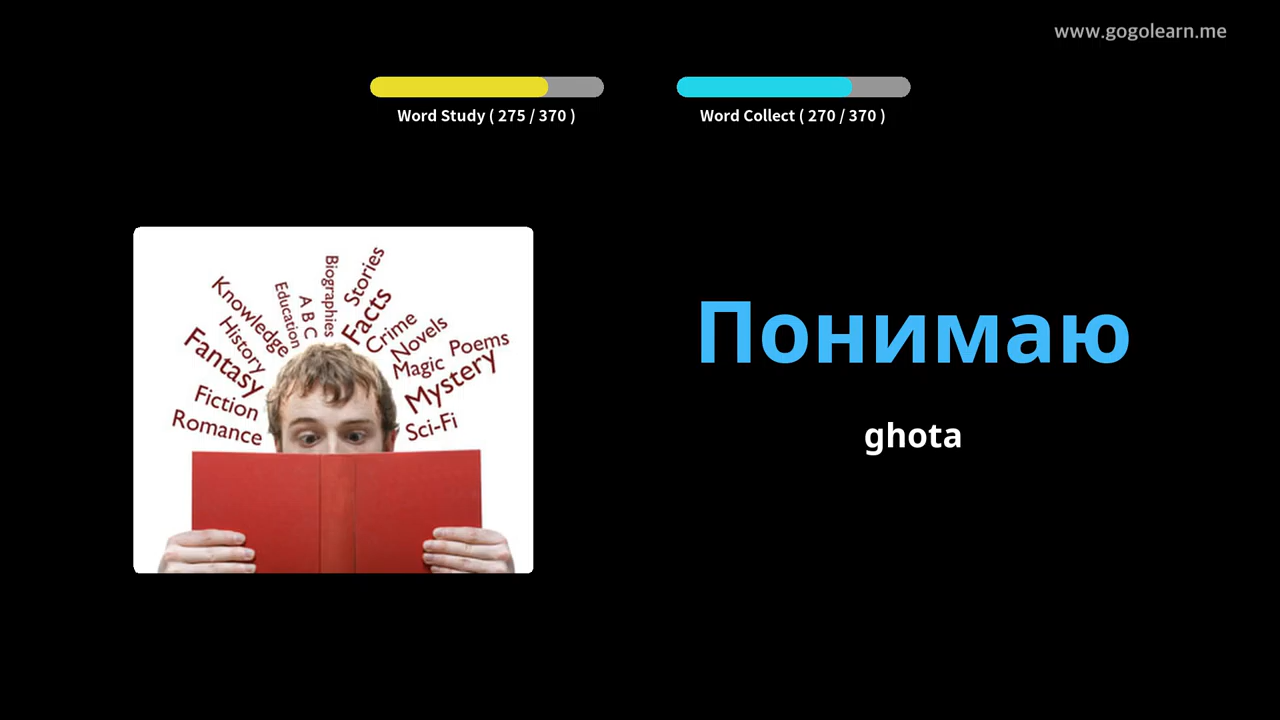 www.gogolearn.me
Word Study ( 275 / 370 )
Word Collect ( 270 / 370 )
Knowledge
History
Fantasy
Fiction
Romance
Education
A B C
Biographies
Stories
Facts
Crime
Novels
Magic
Poems
Mystery
Sci-Fi
Понимаю
ghota